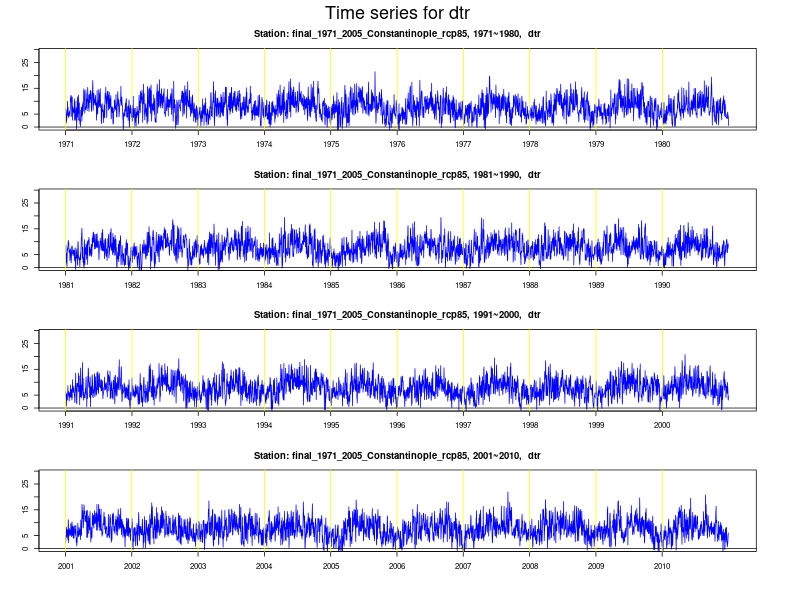 Time series for dtr
Station: final_1971_2005_Constantinople_rcp85, 1971~1980, dtr
25
15
5
0
1971 1972 1973 1974 1975 1976 1977 1978 1979 1980
Station: final_1971_2005_Constantinople_rcp85, 1981~1990, dtr
25
15
5
0
1981 1982 1983 1984 1985 1986 1987 1988 1989 1990
Station: final_1971_2005_Constantinople_rcp85, 1991~2000, dtr
25
15
5
0
1991 1992 1993 1994 1995 1996 1997 1998 1999 2000
Station: final_1971_2005_Constantinople_rcp85, 2001~2010, dtr
25
15
5
0
2001 2002 2003 2004 2005 2006 2007 2008 2009 2010